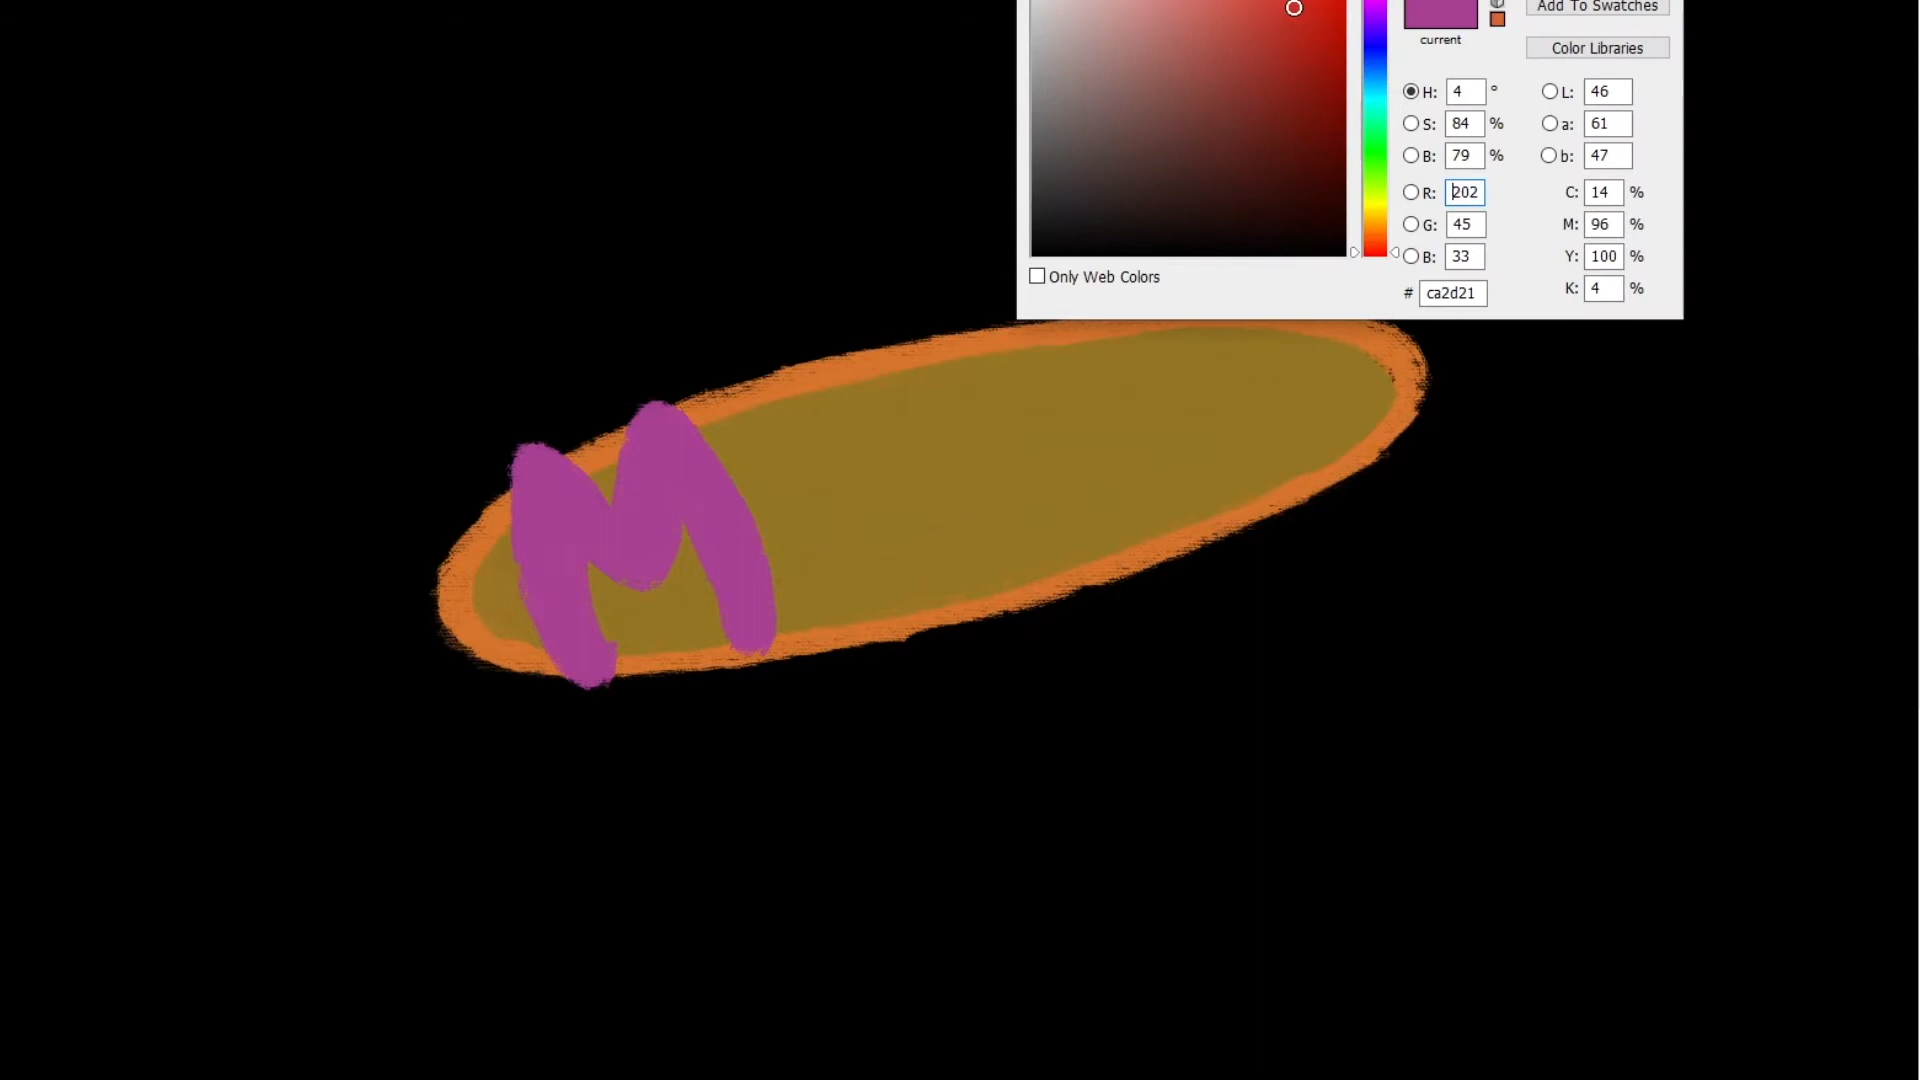 Add To Swatches
current
Color Libraries
H: 4 ° L: 46
S: 84 % a: 61
B: 79 % b: 47
R: 202 C: 14 %
G: 45 M: 96 %
B: 33 Y: 100 %
# ca2d21 K: 4 %
Only Web Colors
M